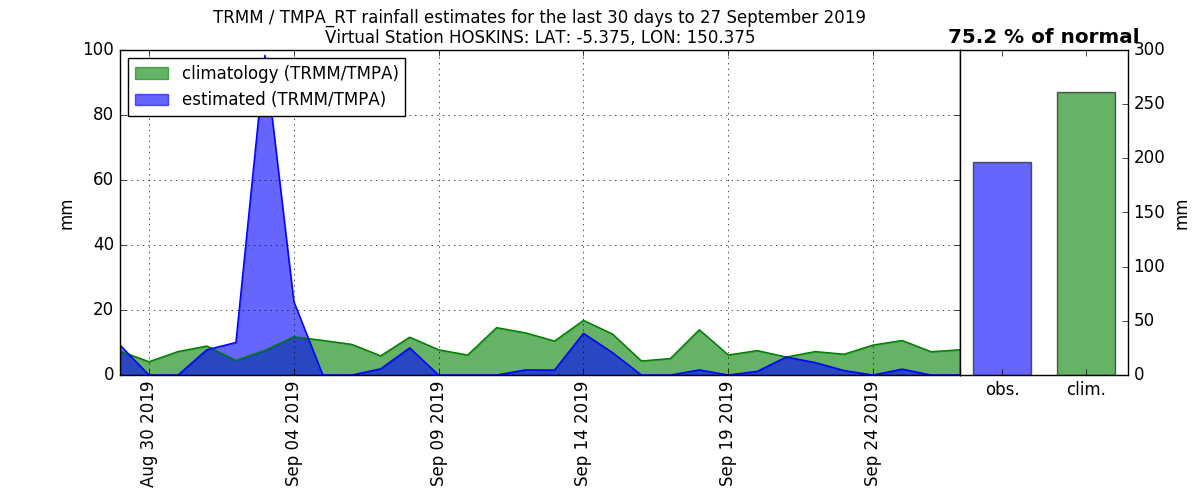 TRMM / TMPA_RT rainfall estimates for the last 30 days to 27 September 2019
Virtual Station HOSKINS: LAT: -5.375, LON: 150.375
75.2 % of normal
climatology (TRMM/TMPA)
estimated (TRMM/TMPA)
100
80
60
40
20
0
mm
Aug 30 2019
Sep 04 2019
Sep 09 2019
Sep 14 2019
Sep 19 2019
Sep 24 2019
300
250
200
150
100
50
0
mm
obs.
clim.